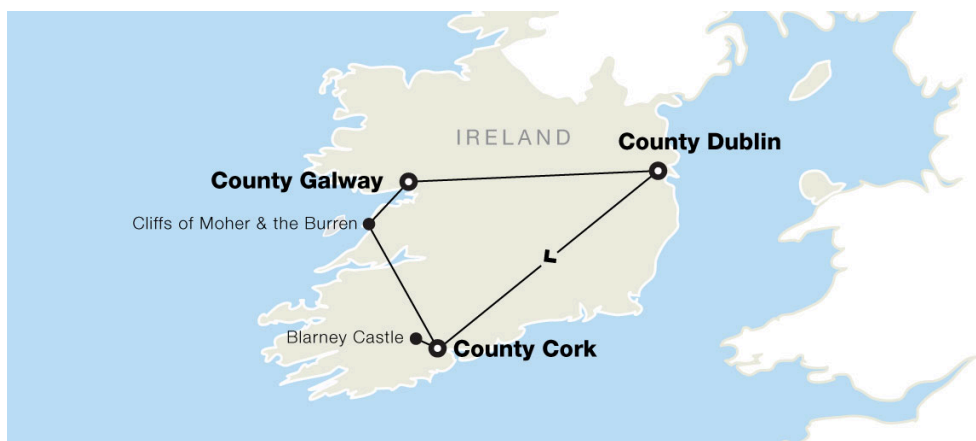 IRELAND
County Dublin
County Galway
Cliffs of Moher & the Burren
Blarney Castle
County Cork